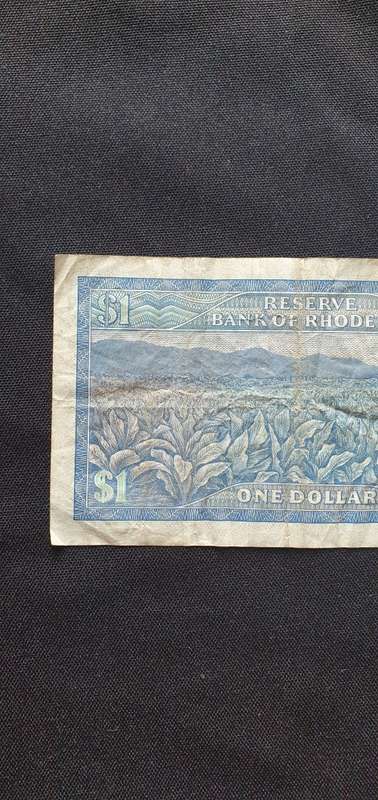 $1
RESERVE
BANK OF RHODE
$1
ONE DOLLAR